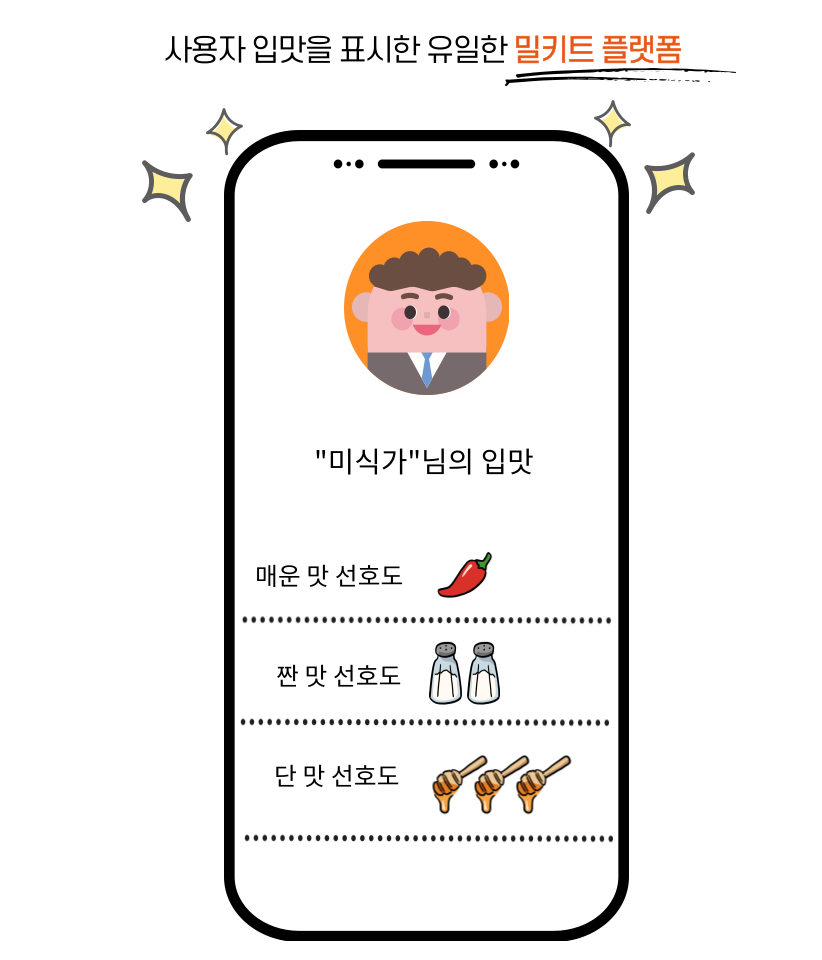 사용자 입맛을 표시한 유일한 밀키트 플랫폼
"미식가"님의 입맛
매운 맛 선호도
짠 맛 선호도
단 맛 선호도